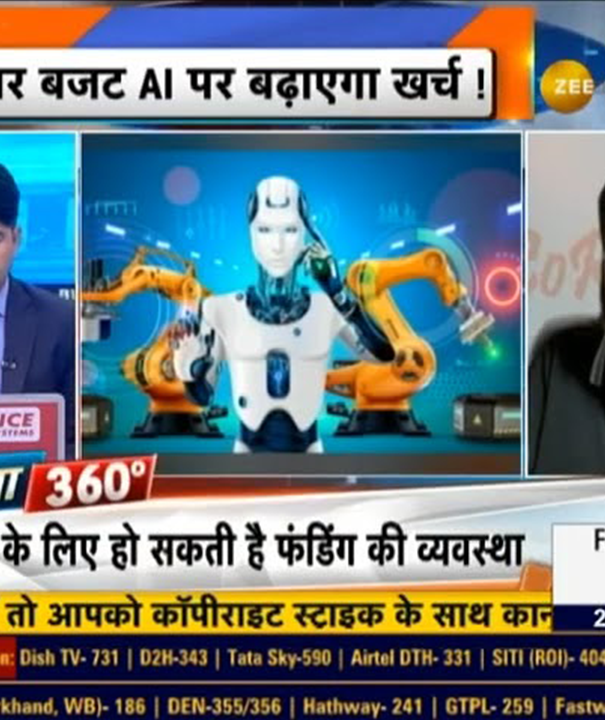 र बजट AI पर बढ़ाएगा खर्च !
ZEE
ICE
STEMS
360°
के लिए हो सकती है फंडिंग की व्यवस्था
तो आपको कॉपीराइट स्ट्राइक के साथ कान
n: Dish TV- 731 | D2H-343 | Tata Sky-590 | Airtel DTH- 331 | SITI (ROI)- 404
khand, WB)- 186 | DEN-355/356 | Hathway- 241 | GTPL- 259 | Fastw